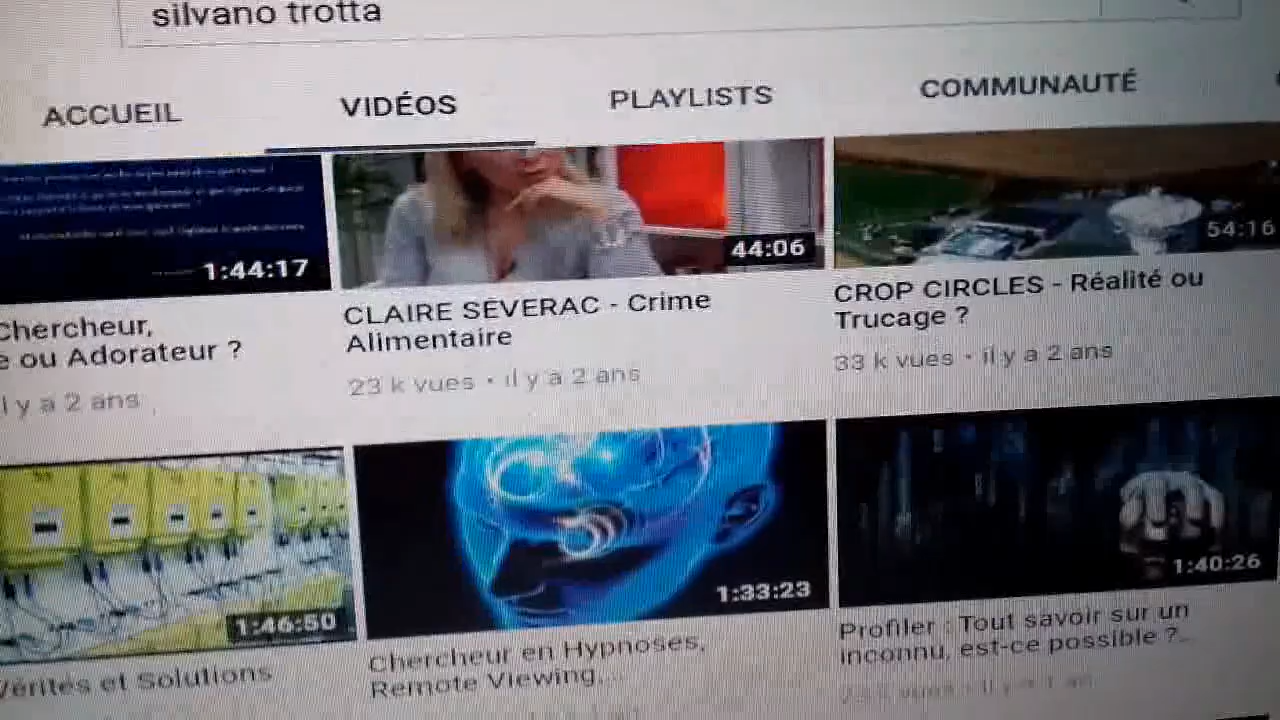 silvano trotta
ACCUEIL VIDÉOS PLAYLISTS COMMUNAUTÉ
1:44:17 44:06 54:16
Chercheur,
e ou Adorateur ?
il y a 2 ans
CLAIRE SÉVERAC - Crime
Alimentaire
23 k vues • il y a 2 ans
CROP CIRCLES - Réalité ou
Trucage ?
33 k vues • il y a 2 ans
1:46:50 1:33:23 1:40:26
Vérités et Solutions
Chercheur en Hypnoses,
Remote Viewing,...
Profiler : Tout savoir sur un
inconnu, est-ce possible ?...